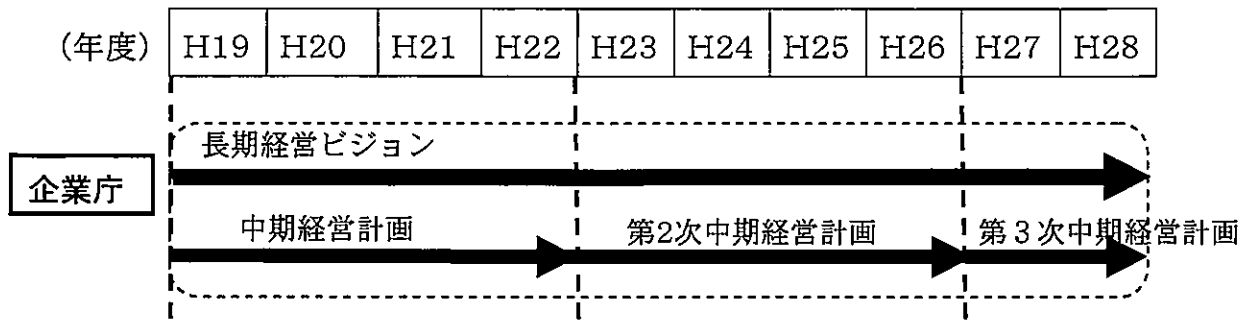 (年度) H19 H20 H21 H22 H23 H24 H25 H26 H27 H28
長期経営ビジョン
企業庁
中期経営計画 第2次中期経営計画 第３次中期経営計画